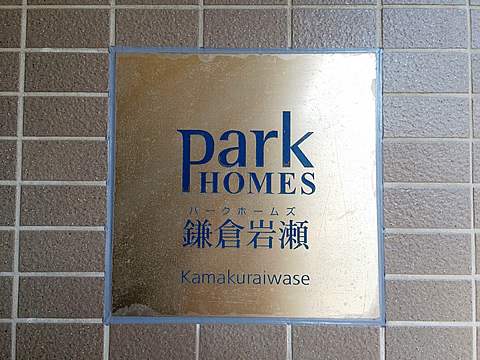 park
HOMES
パークホームズ
鎌倉岩瀬
Kamakuraiwase